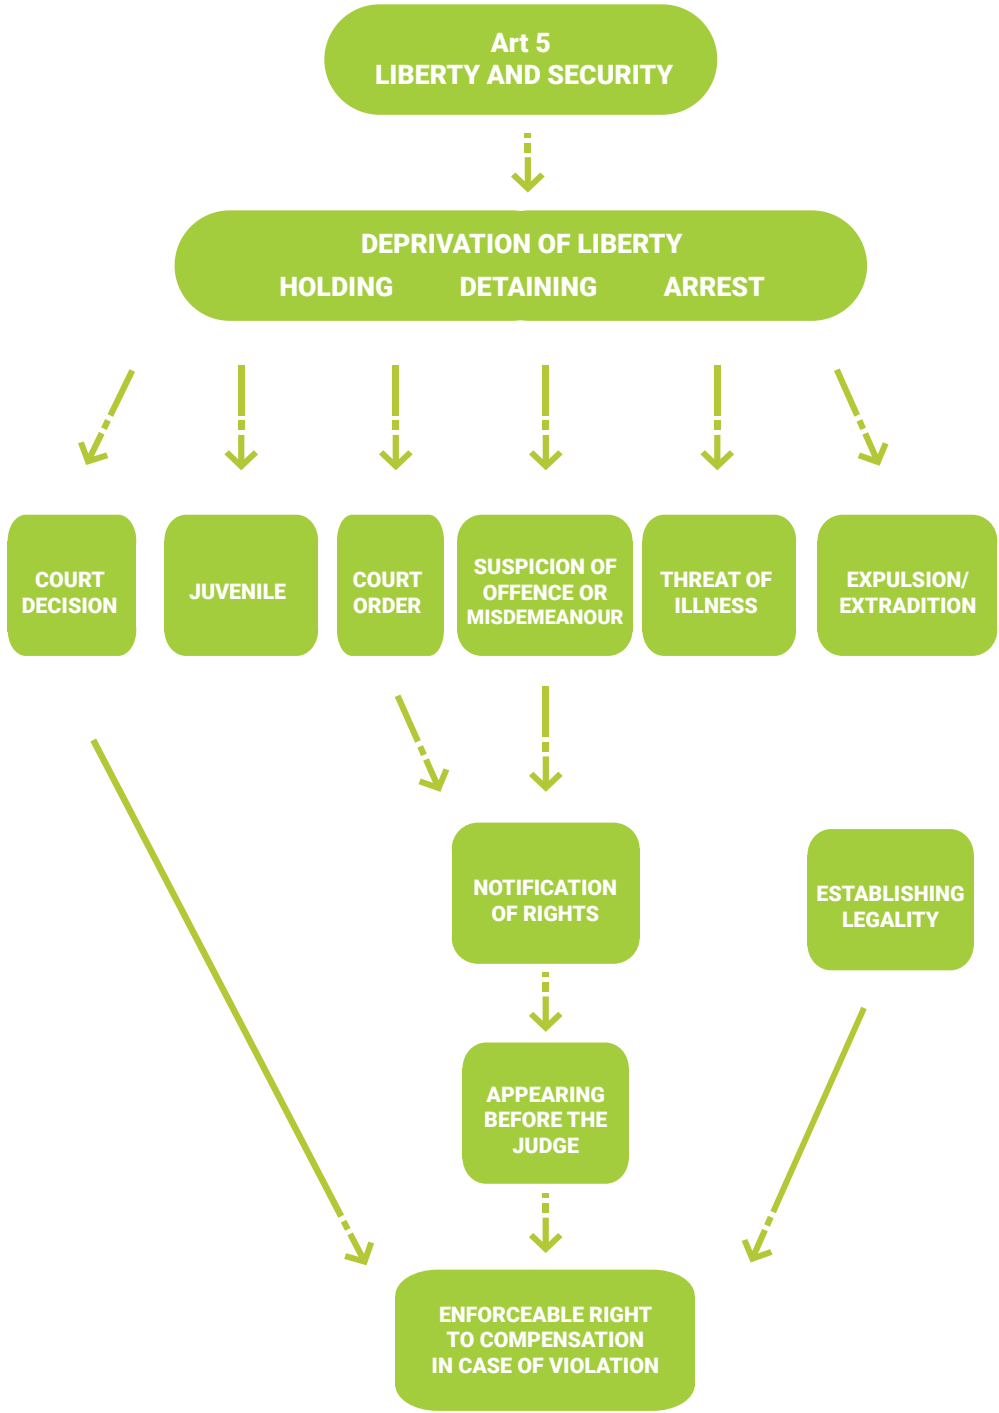 Art 5
LIBERTY AND SECURITY
DEPRIVATION OF LIBERTY
HOLDING DETAINING ARREST
COURT
DECISION
JUVENILE
COURT
ORDER
SUSPICION OF
OFFENCE OR
MISDEMEANOUR
THREAT OF
ILLNESS
EXPULSION/
EXTRADITION
NOTIFICATION
OF RIGHTS
ESTABLISHING
LEGALITY
APPEARING
BEFORE THE
JUDGE
ENFORCEABLE RIGHT
TO COMPENSATION
IN CASE OF VIOLATION